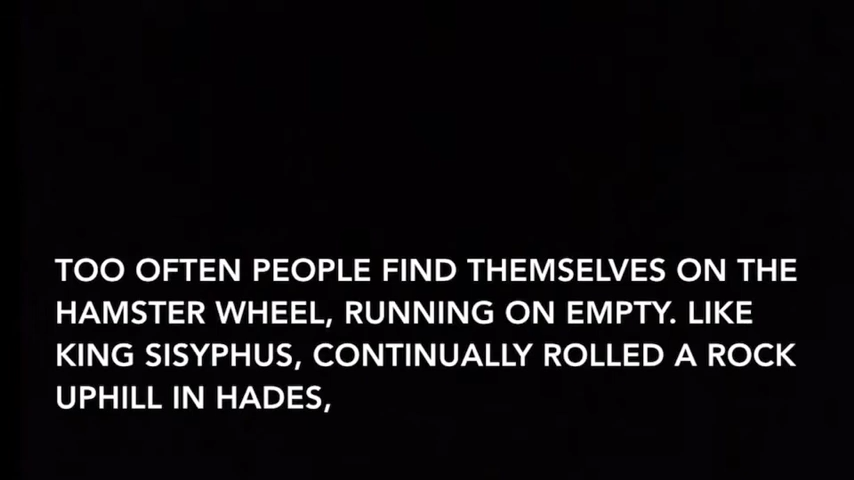 TOO OFTEN PEOPLE FIND THEMSELVES ON THE
HAMSTER WHEEL, RUNNING ON EMPTY. LIKE
KING SISYPHUS, CONTINUALLY ROLLED A ROCK
UPHILL IN HADES,